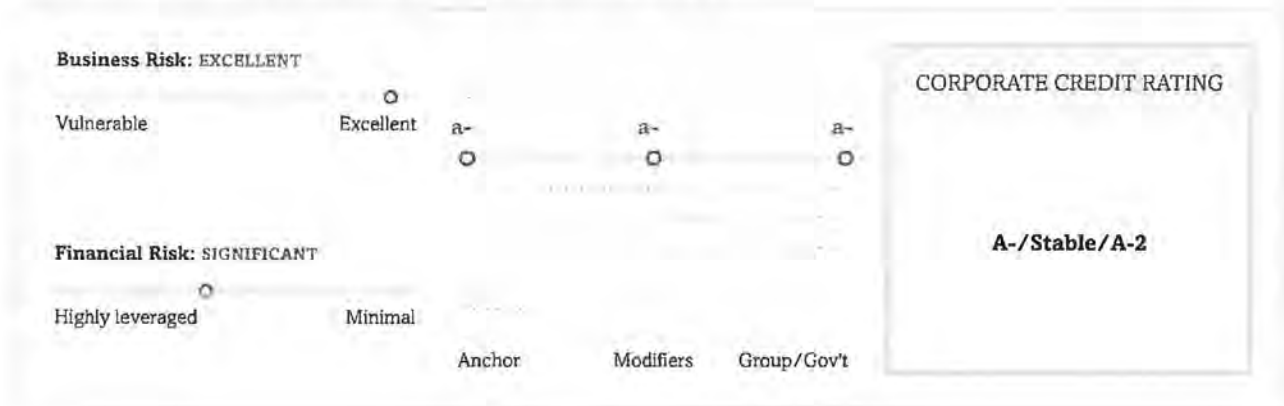 Business Risk: EXCELLENT
Vulnerable Excellent
Financial Risk: SIGNIFICANT
Highly leveraged Minimal
a- a- a-
Anchor Modifiers Group/Gov't
CORPORATE CREDIT RATING
A-/Stable/A-2